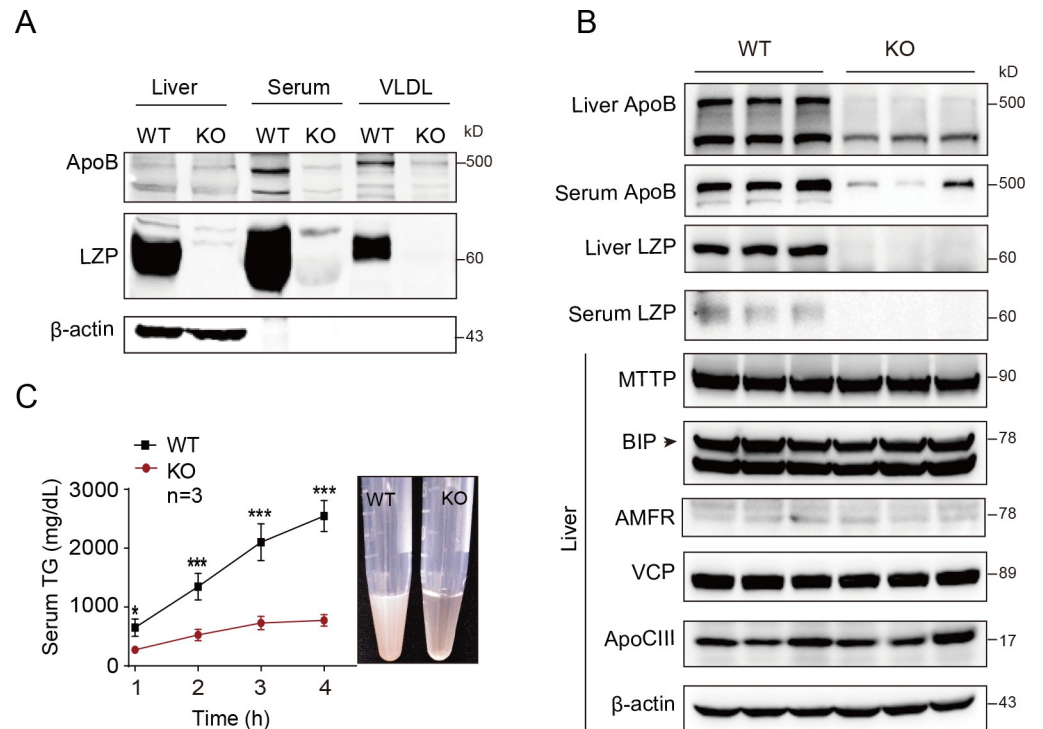 A
Liver Serum VLDL
WT KO WT KO WT KO kD
ApoB 500
LZP 60
β-actin 43
B
WT KO
kD
Liver ApoB 500
Serum ApoB 500
Liver LZP 60
Serum LZP 60
Liver
MTTP 90
BIP 78
AMFR 78
VCP 89
ApoCIII 17
β-actin 43
C
WT
KO
n=3
Serum TG (mg/dL)
3000
2000
1000
0
* *** *** ***
1 2 3 4
Time (h)
WT KO